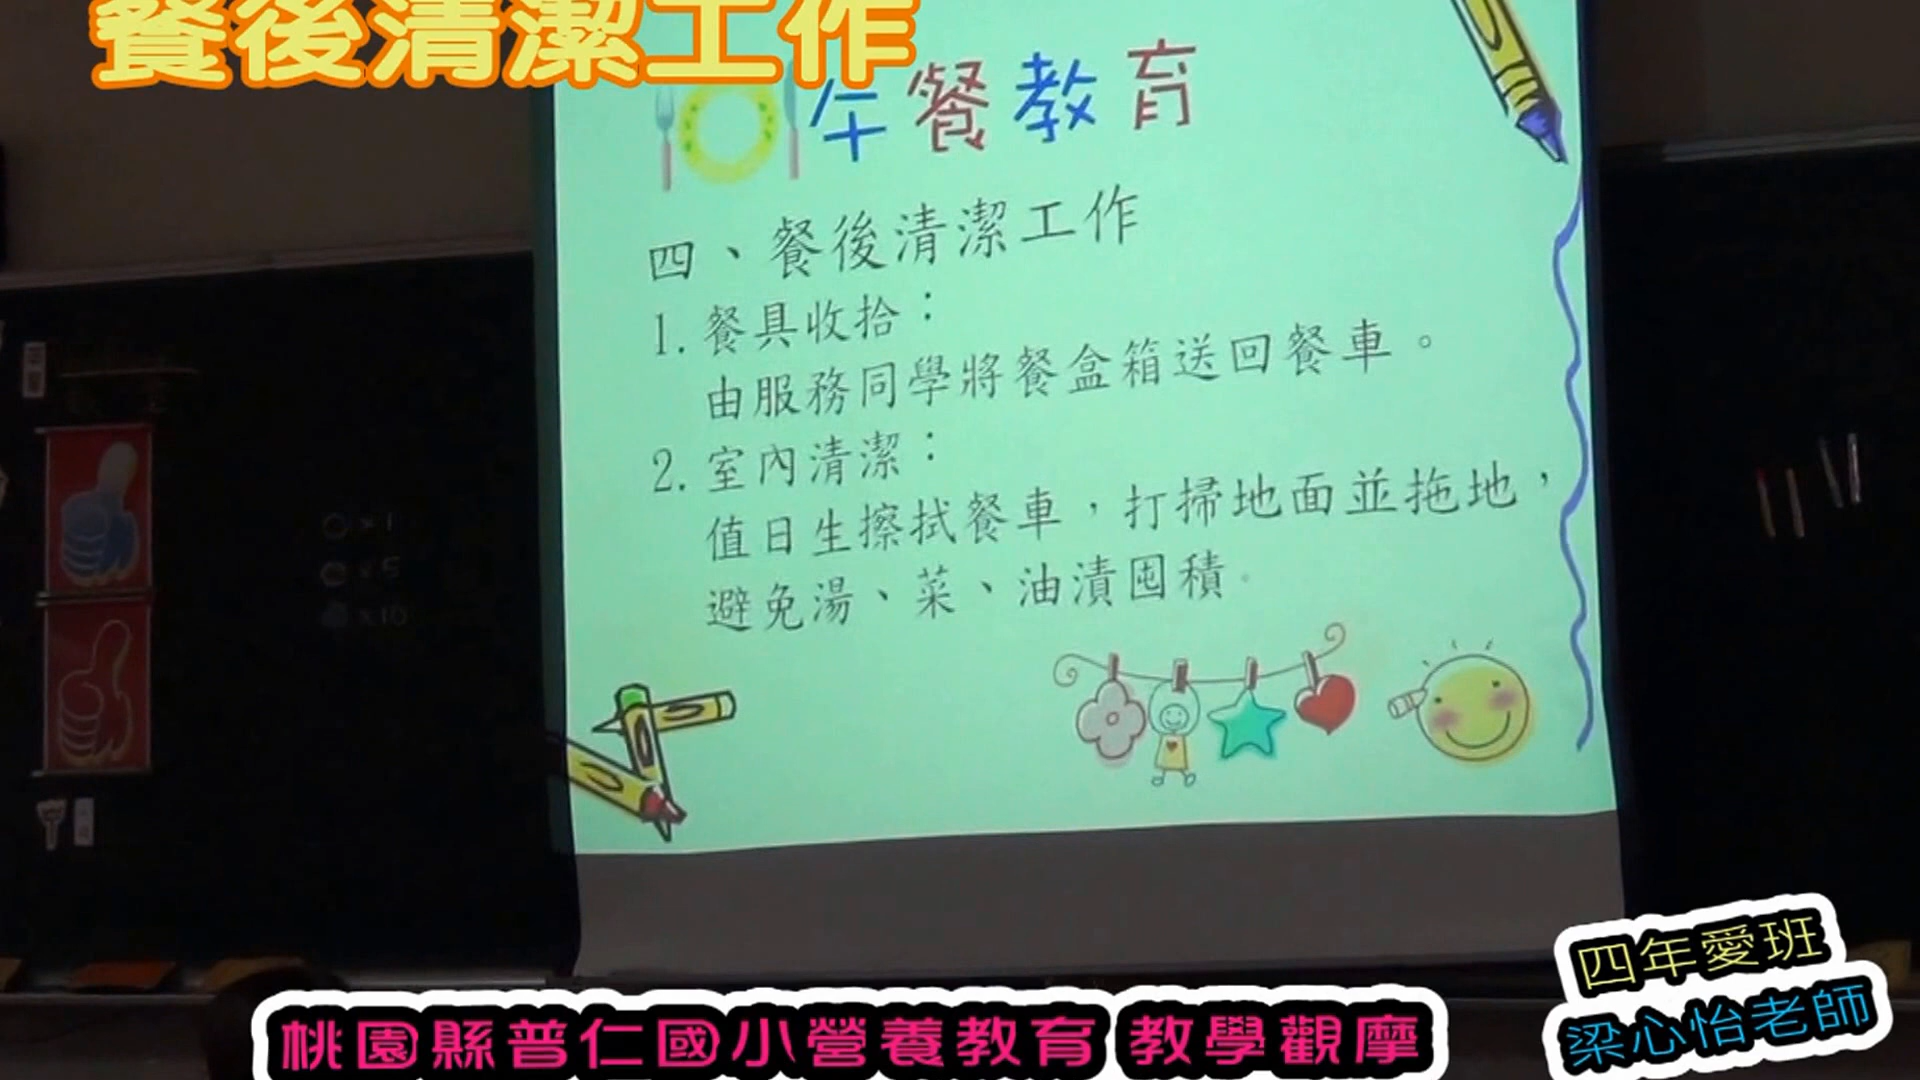 餐後清潔工作
午餐教育
四、餐後清潔工作
1.餐具收拾：
由服務同學將餐盒箱送回餐車。
2.室內清潔：
值日生擦拭餐車，打掃地面並拖地，
避免湯、菜、油漬囤積。
×1
×5
×10
四年愛班
梁心怡老師
桃園縣普仁國小營養教育 教學觀摩